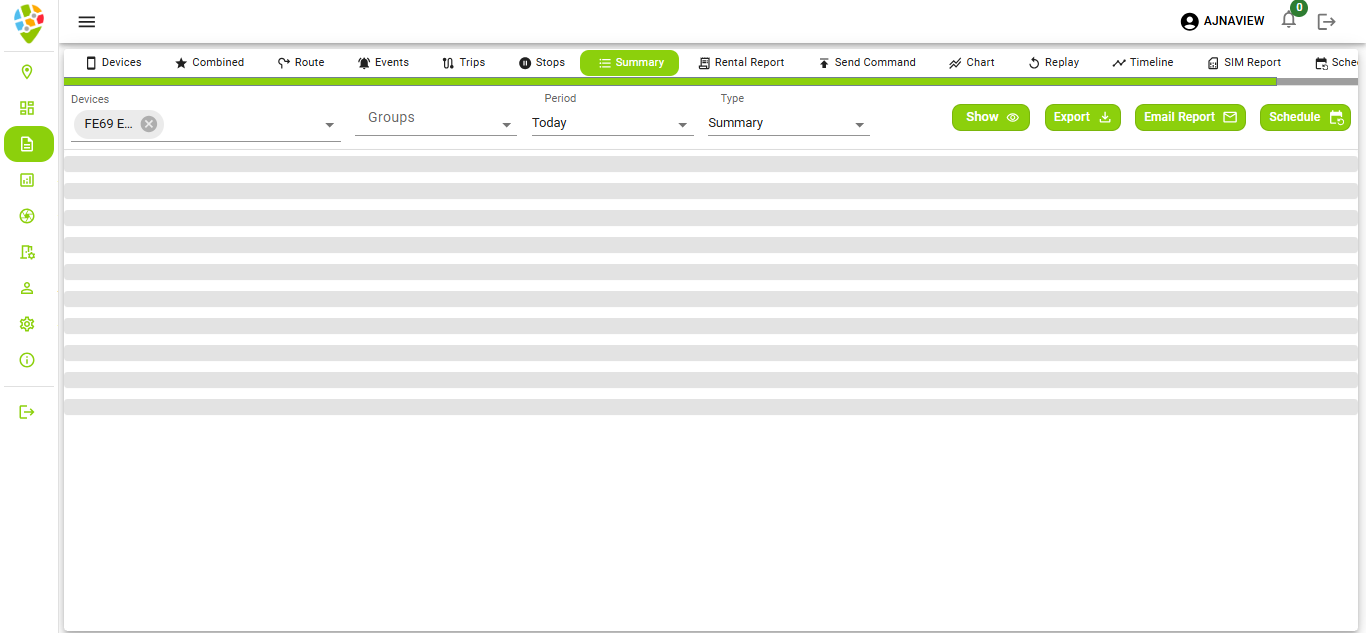 AJNAVIEW
0
Devices Combined Route Events Trips Stops Summary Rental Report Send Command Chart Replay Timeline SIM Report Sche
Devices Period Type
FE69 E... Groups Today Summary Show Export Email Report Schedule